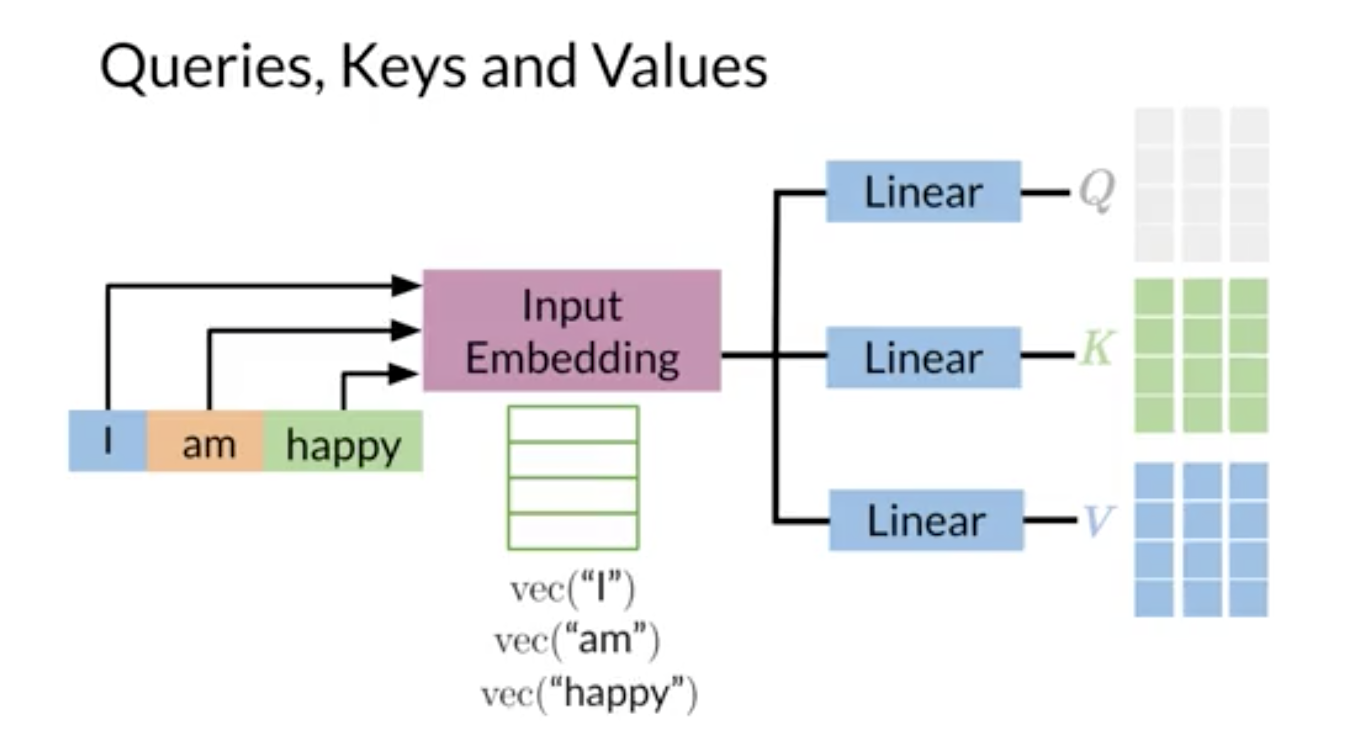 Queries, Keys and Values
Linear
Q
Input
Embedding
Linear
K
I
am
happy
Linear
V
vec(“I”)
vec(“am”)
vec(“happy”)